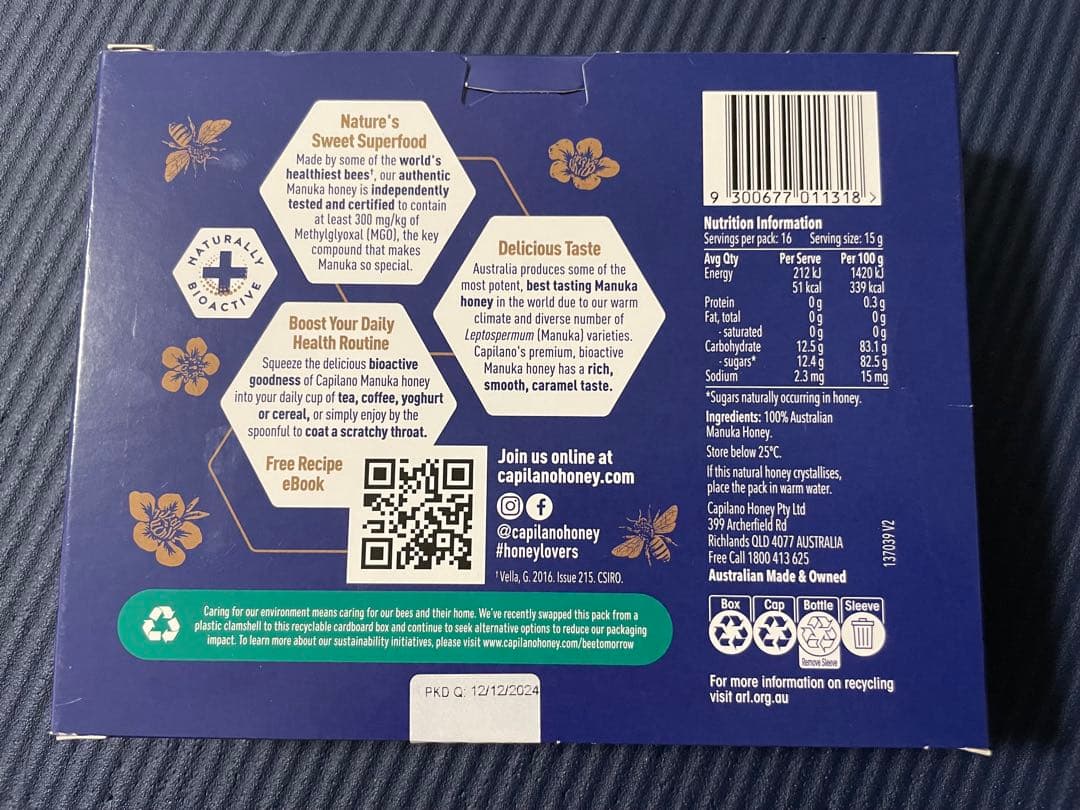 Nature's
Sweet Superfood
Made by some of the world's
healthiest bees†, our authentic
Manuka honey is independently
tested and certified to contain
at least 300 mg/kg of
Methylglyoxal (MGO), the key
compound that makes
Manuka so special.
NATURALLY
BIOACTIVE
Delicious Taste
Australia produces some of the
most potent, best tasting Manuka
honey in the world due to our warm
climate and diverse number of
Leptospermum (Manuka) varieties.
Capilano's premium, bioactive
Manuka honey has a rich,
smooth, caramel taste.
Boost Your Daily
Health Routine
Squeeze the delicious bioactive
goodness of Capilano Manuka honey
into your daily cup of tea, coffee, yoghurt
or cereal, or simply enjoy by the
spoonful to coat a scratchy throat.
Free Recipe
eBook
Join us online at
capilanohoney.com
@capilanohoney
#honeylovers
†Vella, G. 2016. Issue 215. CSIRO.
Caring for our environment means caring for our bees and their home. We've recently swapped this pack from a
plastic clamshell to this recyclable cardboard box and continue to seek alternative options to reduce our packaging
impact. To learn more about our sustainability initiatives, please visit www.capilanohoney.com/beetomorrow
PKD Q: 12/12/2024
9 300677 011318 >
Nutrition Information
Servings per pack: 16 Serving size: 15 g
Avg Qty Per Serve Per 100 g
Energy 212 kJ 1420 kJ
51 kcal 339 kcal
Protein 0 g 0.3 g
Fat, total 0 g 0 g
- saturated 0 g 0 g
Carbohydrate 12.5 g 83.1 g
- sugars* 12.4 g 82.5 g
Sodium 2.3 mg 15 mg
*Sugars naturally occurring in honey.
Ingredients: 100% Australian
Manuka Honey.
Store below 25°C.
If this natural honey crystallises,
place the pack in warm water.
Capilano Honey Pty Ltd
399 Archerfield Rd
Richlands QLD 4077 AUSTRALIA
Free Call 1800 413 625
Australian Made & Owned
137039 V2
Box Cap Bottle Sleeve
Remove Sleeve
For more information on recycling
visit arl.org.au